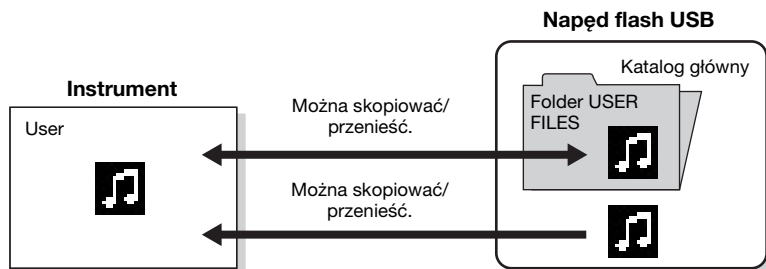 Napęd flash USB
Katalog główny
Instrument
Można skopiować/
przenieść.
Folder USER
FILES
User
Można skopiować/
przenieść.